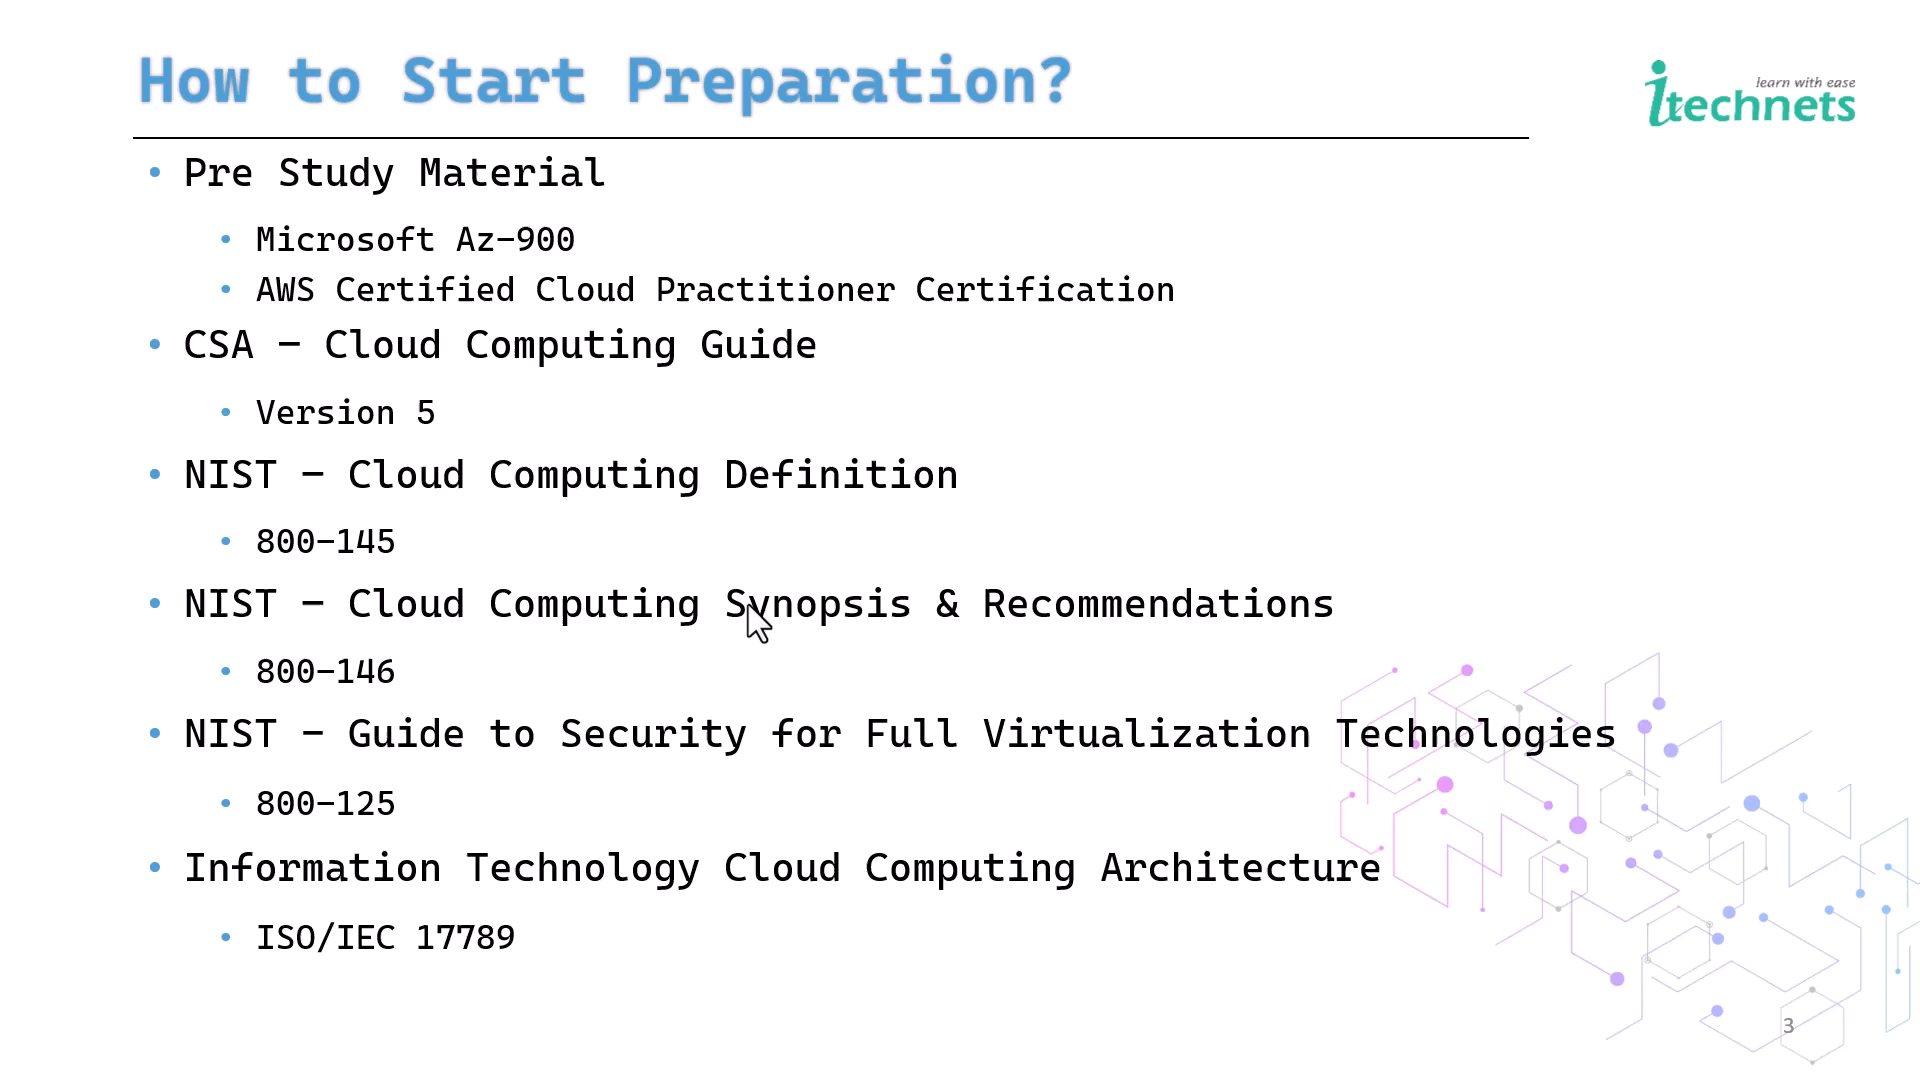 How to Start Preparation?
learn with ease
itechnets
• Pre Study Material
• Microsoft Az-900
• AWS Certified Cloud Practitioner Certification
• CSA - Cloud Computing Guide
• Version 5
• NIST - Cloud Computing Definition
• 800-145
• NIST - Cloud Computing Synopsis & Recommendations
• 800-146
• NIST - Guide to Security for Full Virtualization Technologies
• 800-125
• Information Technology Cloud Computing Architecture
• ISO/IEC 17789
3